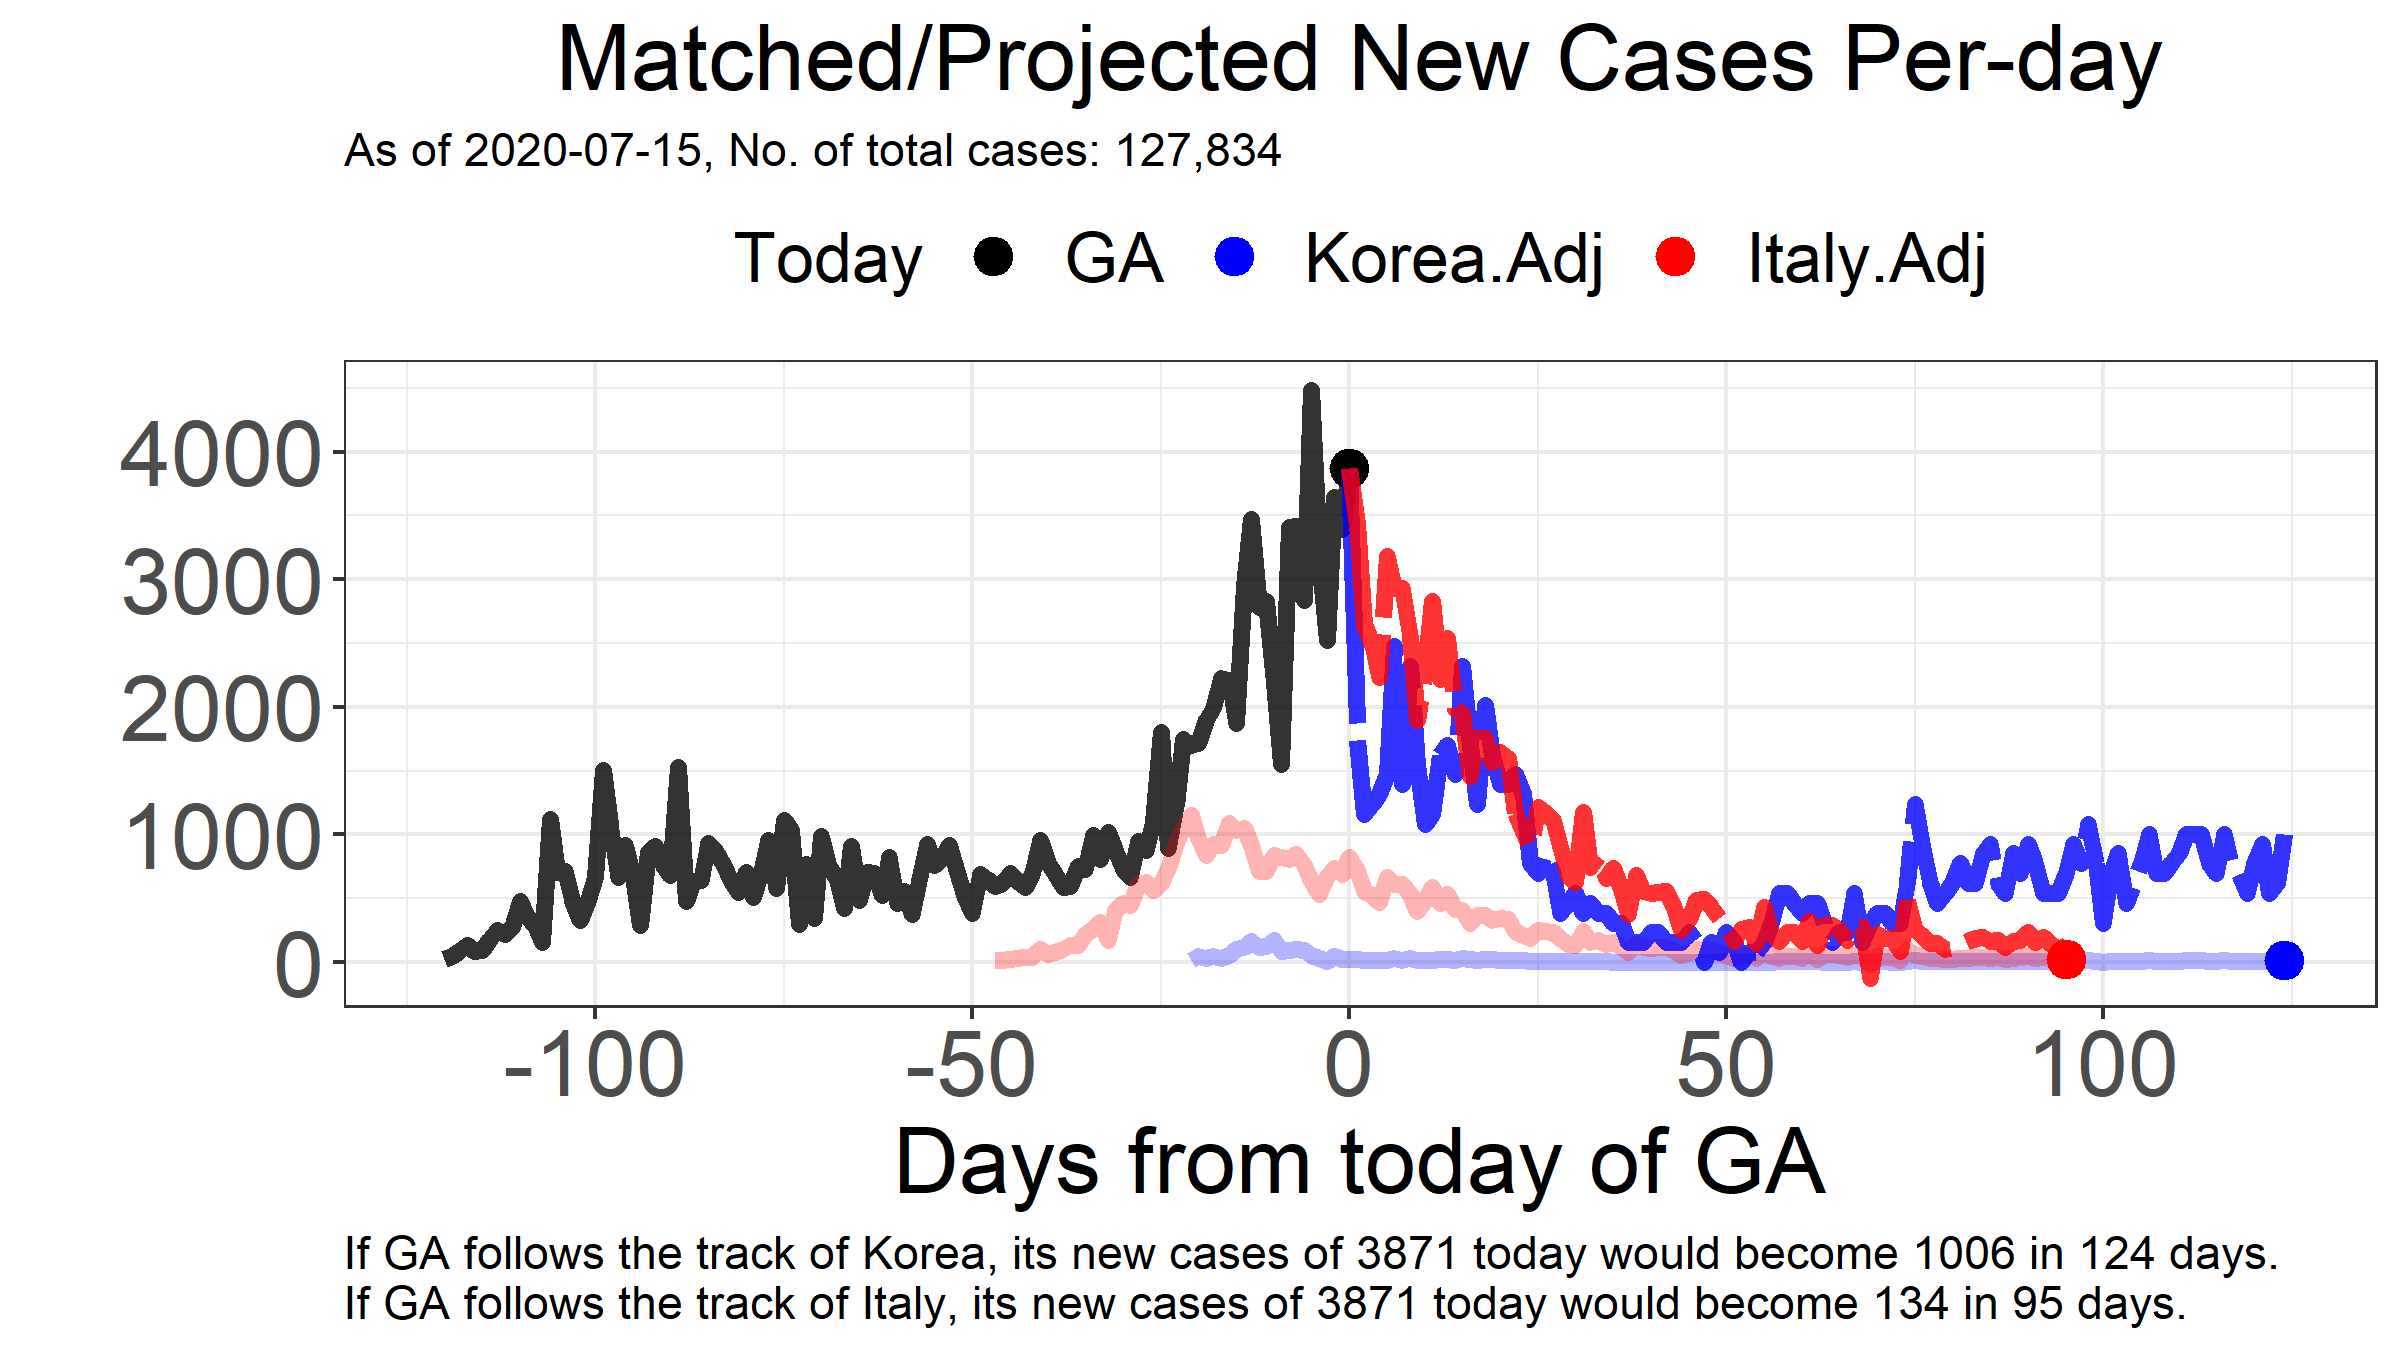 Matched/Projected New Cases Per-day
As of 2020-07-15, No. of total cases: 127,834
Today GA Korea.Adj Italy.Adj
4000
3000
2000
1000
0
-100 -50 0 50 100
Days from today of GA
If GA follows the track of Korea, its new cases of 3871 today would become 1006 in 124 days.
If GA follows the track of Italy, its new cases of 3871 today would become 134 in 95 days.